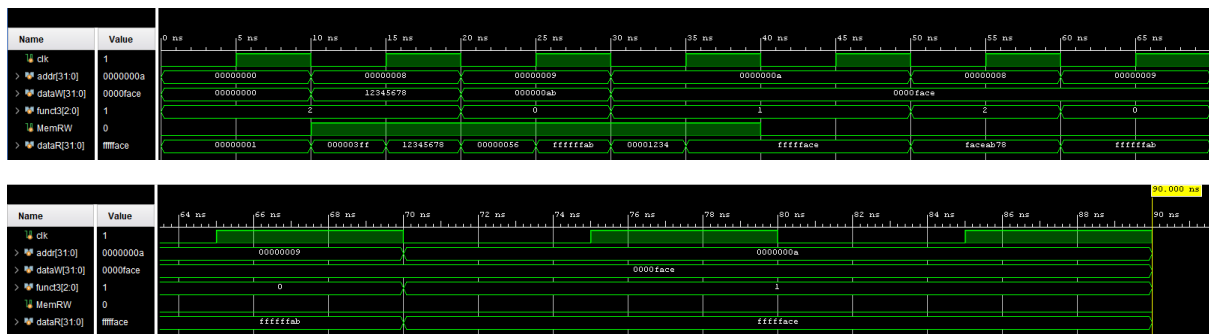 Name Value 0 ns 5 ns 10 ns 15 ns 20 ns 25 ns 30 ns 35 ns 40 ns 45 ns 50 ns 55 ns 60 ns 65 ns
clk 1
addr[31:0] 0000000a 00000000 00000008 00000009 0000000a 00000008 00000009
dataW[31:0] 0000face 00000000 12345678 000000ab 0000face
funct3[2:0] 1 2 0 1 2 0
MemRW 0
dataR[31:0] ffffface 00000001 000003ff 12345678 00000056 ffffffab 00001234 ffffface faceab78 ffffffab
90.000 ns
Name Value 64 ns 66 ns 68 ns 70 ns 72 ns 74 ns 76 ns 78 ns 80 ns 82 ns 84 ns 86 ns 88 ns 90 ns
clk 1
addr[31:0] 0000000a 00000009 0000000a
dataW[31:0] 0000face 0000face
funct3[2:0] 1 0 1
MemRW 0
dataR[31:0] ffffface ffffffab ffffface